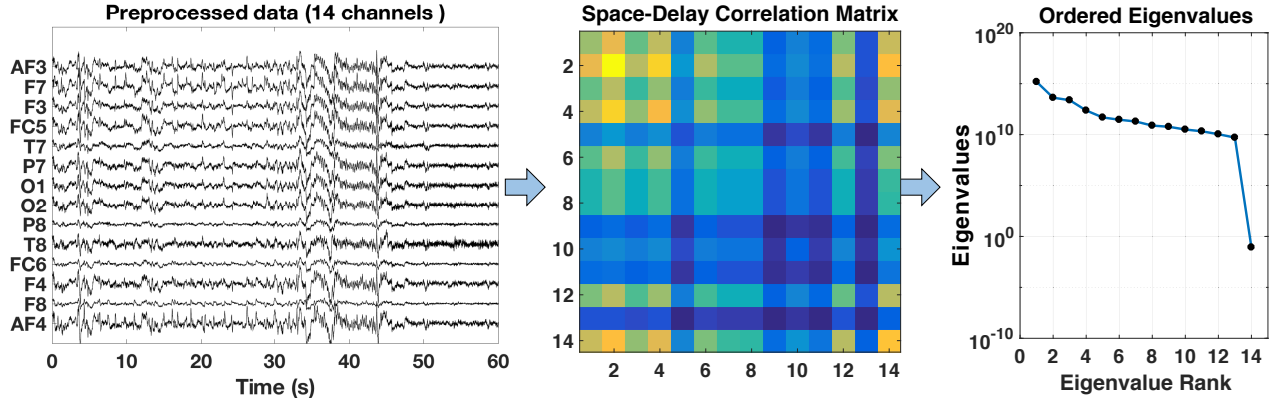 Preprocessed data (14 channels )
AF3
F7
F3
FC5
T7
P7
O1
O2
P8
T8
FC6
F4
F8
AF4
0 10 20 30 40 50 60
Time (s)
Space-Delay Correlation Matrix
2
4
6
8
10
12
14
2 4 6 8 10 12 14
Ordered Eigenvalues
Eigenvalues
10^20
10^10
10^0
10^-10
0 2 4 6 8 10 12 14
Eigenvalue Rank